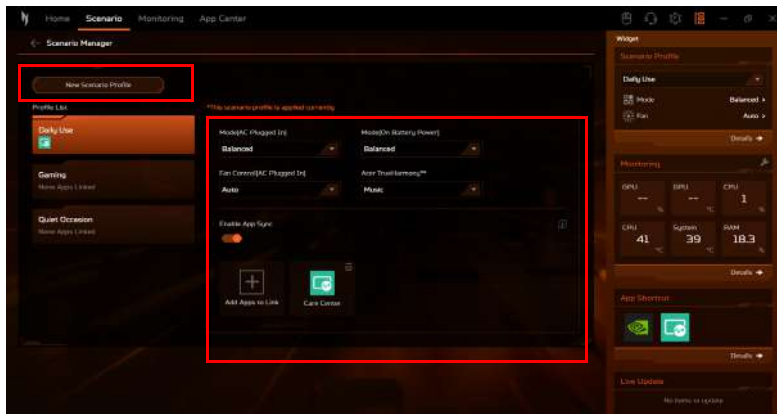 Home Scenario Monitoring App Center
Scenario Manager
New Scenario Profile
Profile List
**This scenario profile is applied currently
Daily Use
Gaming
None Apps Linked
Quiet Occasion
None Apps Linked
Mode(AC Plugged In) Mode(On Battery Power)
Balanced Balanced
Fan Control(AC Plugged In) Acer TrueHarmony™
Auto Music
Enable App Sync
Add Apps to Link Care Center
Widget
Scenario Profile
Daily Use
Mode Balanced >
Fan Auto >
Details
Monitoring
GPU GPU CPU
-- -- 1
% °C %
CPU System RAM
41 39 18.3
°C °C %
Details
App Shortcut
Details
Live Update
No items to update